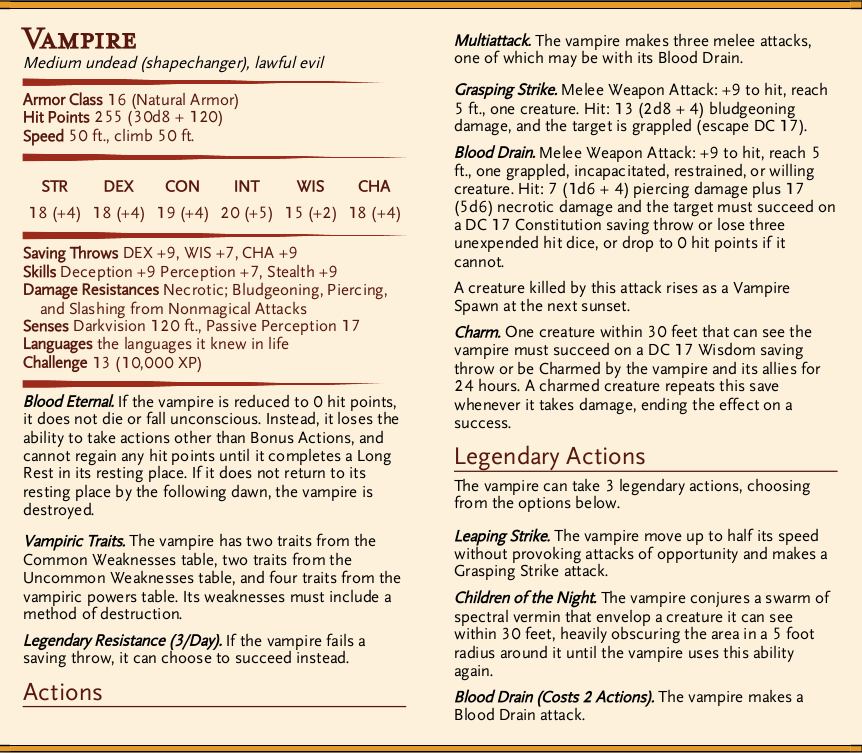 VAMPIRE
Medium undead (shapechanger), lawful evil
Armor Class 16 (Natural Armor)
Hit Points 255 (30d8 + 120)
Speed 50 ft., climb 50 ft.
STR DEX CON INT WIS CHA
18 (+4) 18 (+4) 19 (+4) 20 (+5) 15 (+2) 18 (+4)
Saving Throws DEX +9, WIS +7, CHA +9
Skills Deception +9 Perception +7, Stealth +9
Damage Resistances Necrotic; Bludgeoning, Piercing,
and Slashing from Nonmagical Attacks
Senses Darkvision 120 ft., Passive Perception 17
Languages the languages it knew in life
Challenge 13 (10,000 XP)
Blood Eternal. If the vampire is reduced to 0 hit points,
it does not die or fall unconscious. Instead, it loses the
ability to take actions other than Bonus Actions, and
cannot regain any hit points until it completes a Long
Rest in its resting place. If it does not return to its
resting place by the following dawn, the vampire is
destroyed.
Vampiric Traits. The vampire has two traits from the
Common Weaknesses table, two traits from the
Uncommon Weaknesses table, and four traits from the
vampiric powers table. Its weaknesses must include a
method of destruction.
Legendary Resistance (3/Day). If the vampire fails a
saving throw, it can choose to succeed instead.
Actions
Multiattack. The vampire makes three melee attacks,
one of which may be with its Blood Drain.
Grasping Strike. Melee Weapon Attack: +9 to hit, reach
5 ft., one creature. Hit: 13 (2d8 + 4) bludgeoning
damage, and the target is grappled (escape DC 17).
Blood Drain. Melee Weapon Attack: +9 to hit, reach 5
ft., one grappled, incapacitated, restrained, or willing
creature. Hit: 7 (1d6 + 4) piercing damage plus 17
(5d6) necrotic damage and the target must succeed on
a DC 17 Constitution saving throw or lose three
unexpended hit dice, or drop to 0 hit points if it
cannot.
A creature killed by this attack rises as a Vampire
Spawn at the next sunset.
Charm. One creature within 30 feet that can see the
vampire must succeed on a DC 17 Wisdom saving
throw or be Charmed by the vampire and its allies for
24 hours. A charmed creature repeats this save
whenever it takes damage, ending the effect on a
success.
Legendary Actions
The vampire can take 3 legendary actions, choosing
from the options below.
Leaping Strike. The vampire move up to half its speed
without provoking attacks of opportunity and makes a
Grasping Strike attack.
Children of the Night. The vampire conjures a swarm of
spectral vermin that envelop a creature it can see
within 30 feet, heavily obscuring the area in a 5 foot
radius around it until the vampire uses this ability
again.
Blood Drain (Costs 2 Actions). The vampire makes a
Blood Drain attack.